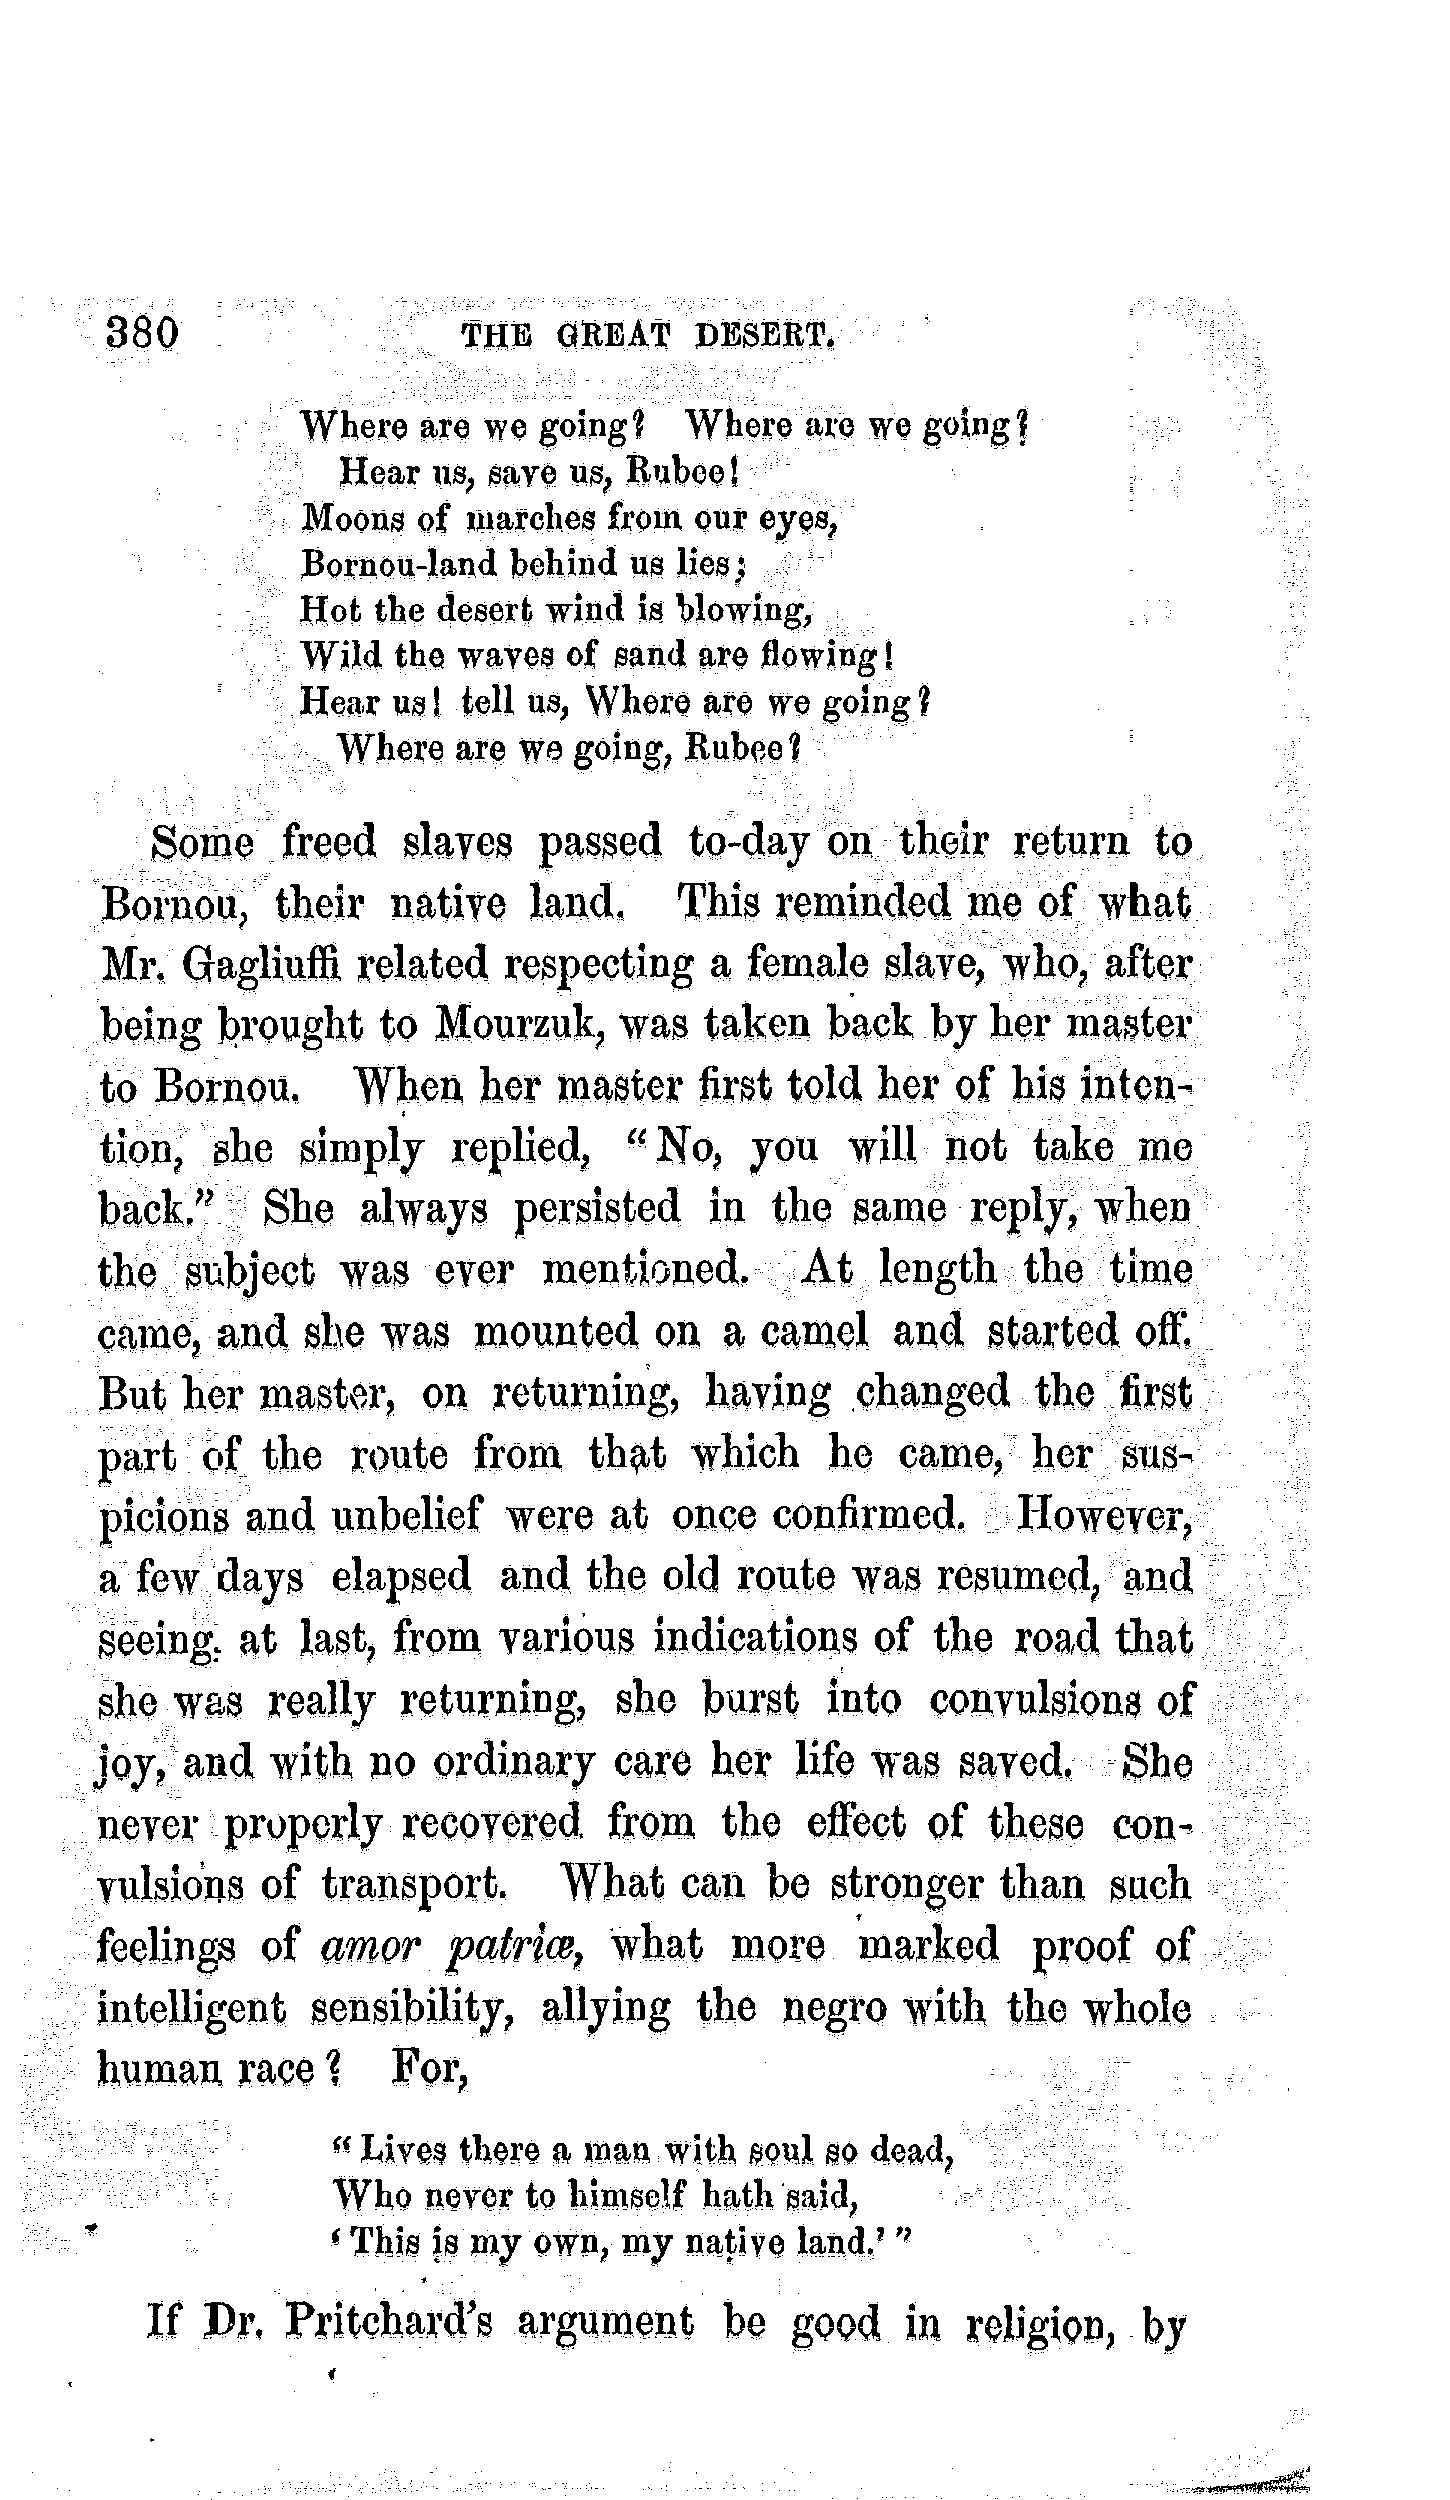 380 THE GREAT DESERT.
Where are we going? Where are we going?
Hear us, save us, Rubee!
Moons of marches from our eyes,
Bornou-land behind us lies;
Hot the desert wind is blowing,
Wild the waves of sand are flowing!
Hear us! tell us, Where are we going?
Where are we going, Rubee?
Some freed slaves passed to-day on their return to
Bornou, their native land. This reminded me of what
Mr. Gagliuffi related respecting a female slave, who, after
being brought to Mourzuk, was taken back by her master
to Bornou. When her master first told her of his inten-
tion, she simply replied, "No, you will not take me
back." She always persisted in the same reply, when
the subject was ever mentioned. At length the time
came, and she was mounted on a camel and started off.
But her master, on returning, having changed the first
part of the route from that which he came, her sus-
picions and unbelief were at once confirmed. However,
a few days elapsed and the old route was resumed, and
seeing at last, from various indications of the road that
she was really returning, she burst into convulsions of
joy, and with no ordinary care her life was saved. She
never properly recovered from the effect of these con-
vulsions of transport. What can be stronger than such
feelings of amor patriæ, what more marked proof of
intelligent sensibility, allying the negro with the whole
human race? For,
"Lives there a man with soul so dead,
Who never to himself hath said,
'This is my own, my native land.'"
If Dr. Pritchard's argument be good in religion, by